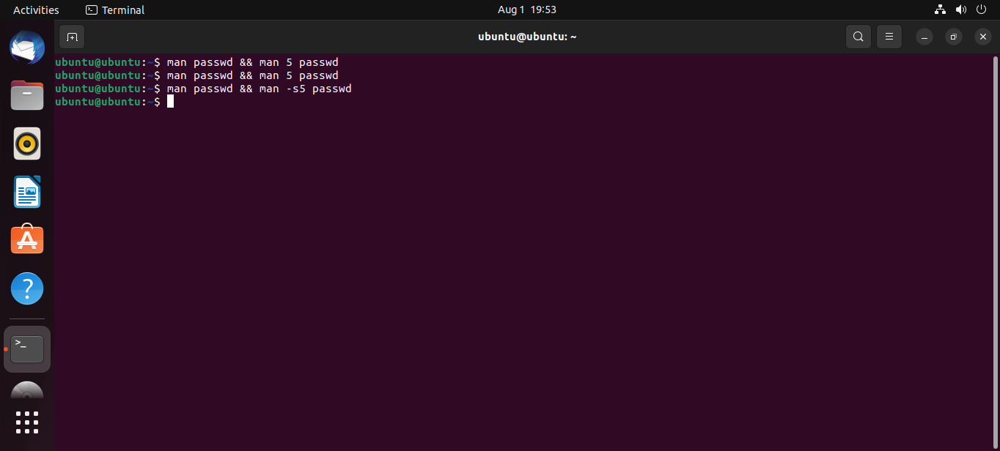 Activities
Terminal
Aug 1 19:53
ubuntu@ubuntu: ~
ubuntu@ubuntu:~$ man passwd && man 5 passwd
ubuntu@ubuntu:~$ man passwd && man 5 passwd
ubuntu@ubuntu:~$ man passwd && man -s5 passwd
ubuntu@ubuntu:~$
?
>_